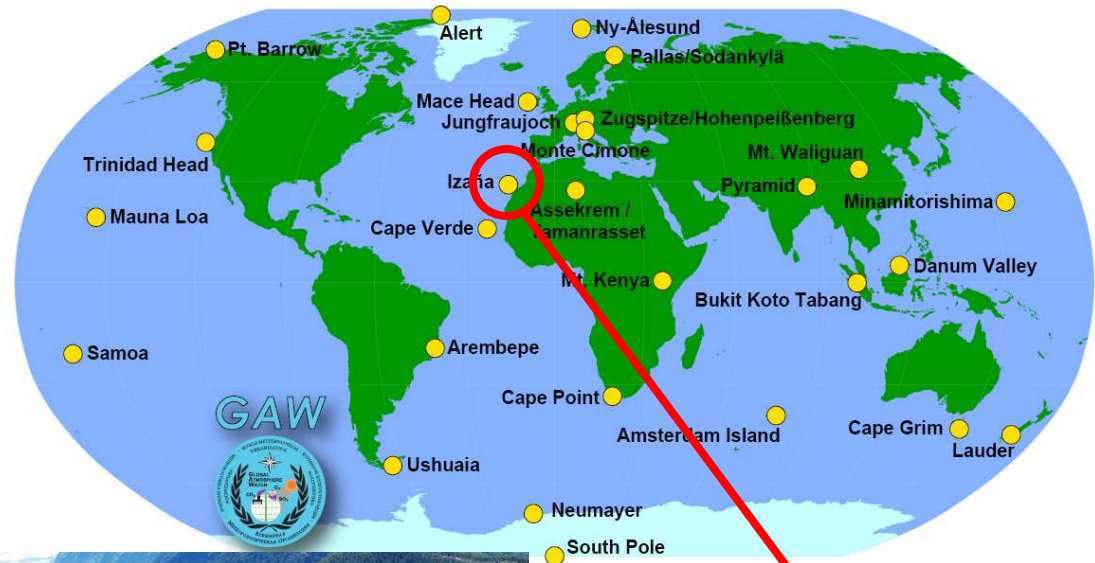 Alert
Ny-Ålesund
Pt. Barrow
Pallas/Sodankylä
Mace Head
Jungfraujoch
Zugspitze/Hohenpeißenberg
Monte Cimone
Mt. Waliguan
Trinidad Head
Izaña
Pyramid
Minamitorishima
Mauna Loa
Assekrem /
Tamanrasset
Cape Verde
Danum Valley
Mt. Kenya
Bukit Koto Tabang
Samoa
Arembepe
Cape Point
GAW
Amsterdam Island
Cape Grim
Lauder
Ushuaia
GLOBAL
ATMOSPHERE
WATCH
Neumayer
South Pole